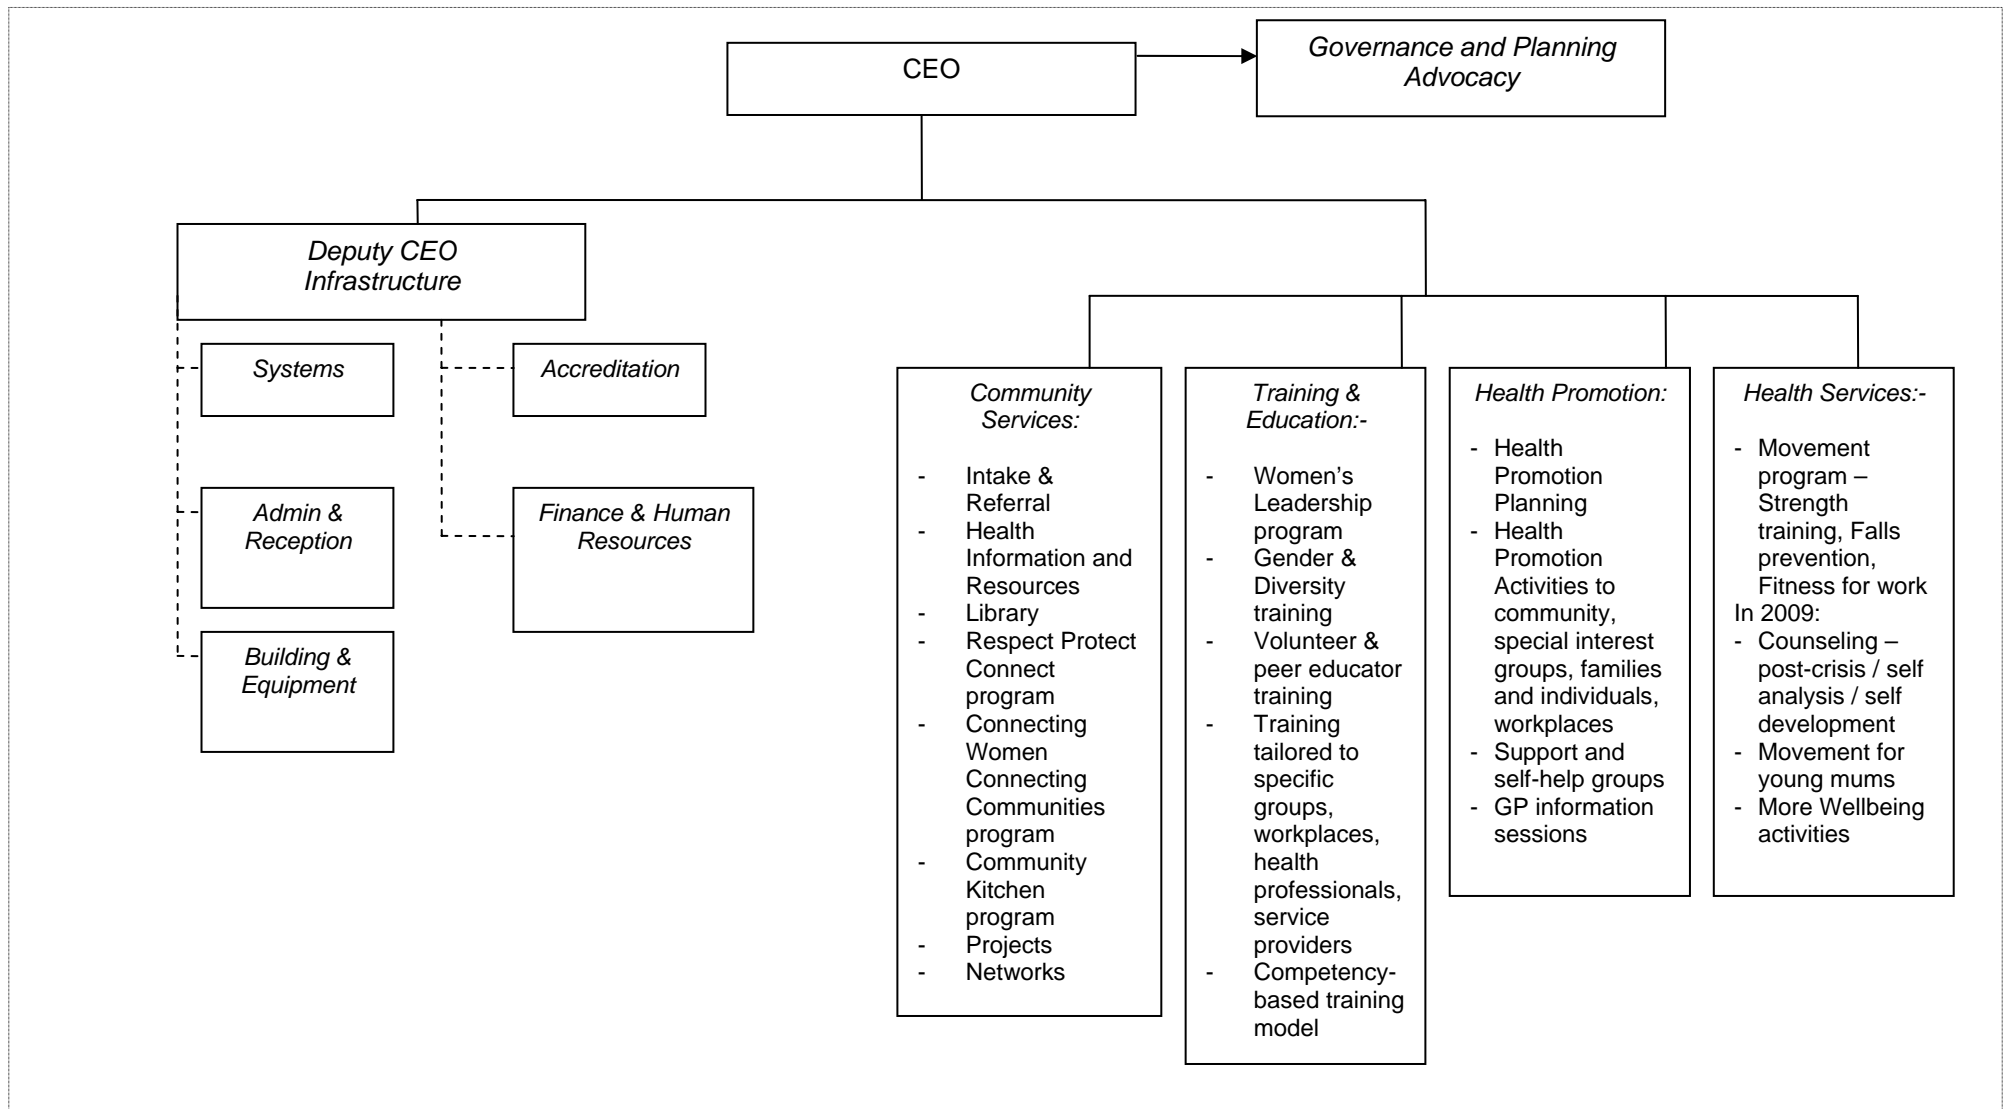 CEO
Governance and Planning
Advocacy
Deputy CEO
Infrastructure
Systems
Accreditation
Admin &
Reception
Finance & Human
Resources
Building &
Equipment
Community
Services:
- Intake &
Referral
- Health
Information and
Resources
- Library
- Respect Protect
Connect
program
- Connecting
Women
Connecting
Communities
program
- Community
Kitchen
program
- Projects
- Networks
Training &
Education:-
- Women’s
Leadership
program
- Gender &
Diversity
training
- Volunteer &
peer educator
training
- Training
tailored to
specific
groups,
workplaces,
health
professionals,
service
providers
- Competency-
based training
model
Health Promotion:
- Health
Promotion
Planning
- Health
Promotion
Activities to
community,
special interest
groups, families
and individuals,
workplaces
- Support and
self-help groups
- GP information
sessions
Health Services:-
- Movement
program –
Strength
training, Falls
prevention,
Fitness for work
In 2009:
- Counseling –
post-crisis / self
analysis / self
development
- Movement for
young mums
- More Wellbeing
activities